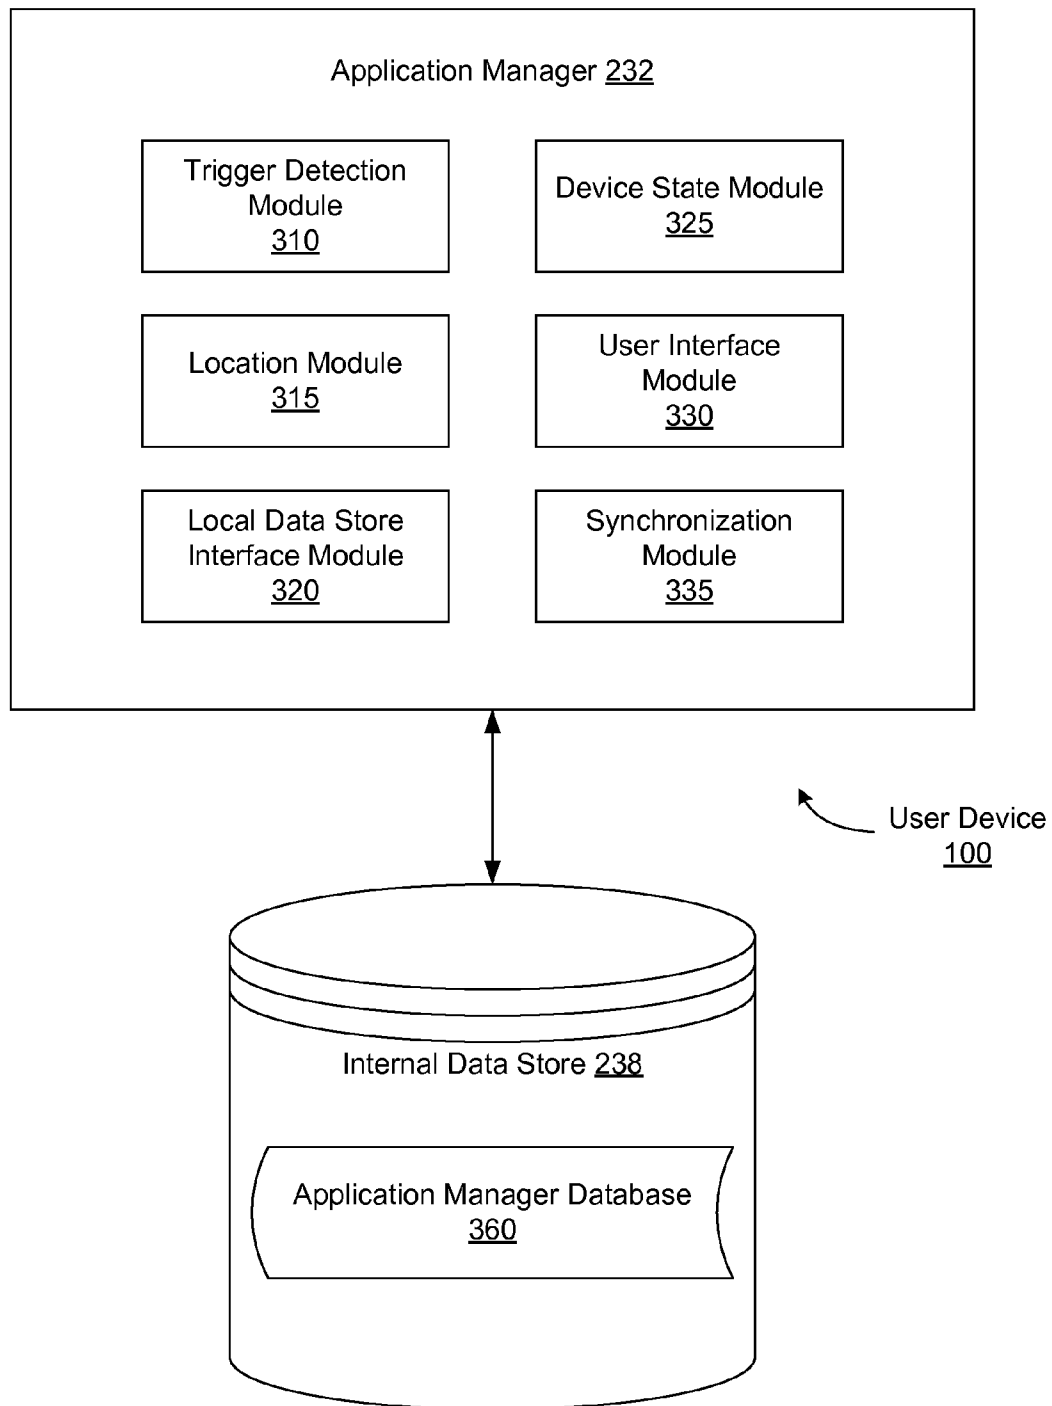 Application Manager 232
Trigger Detection
Module
310
Device State Module
325
Location Module
315
User Interface
Module
330
Local Data Store
Interface Module
320
Synchronization
Module
335
User Device
100
Internal Data Store 238
Application Manager Database
360